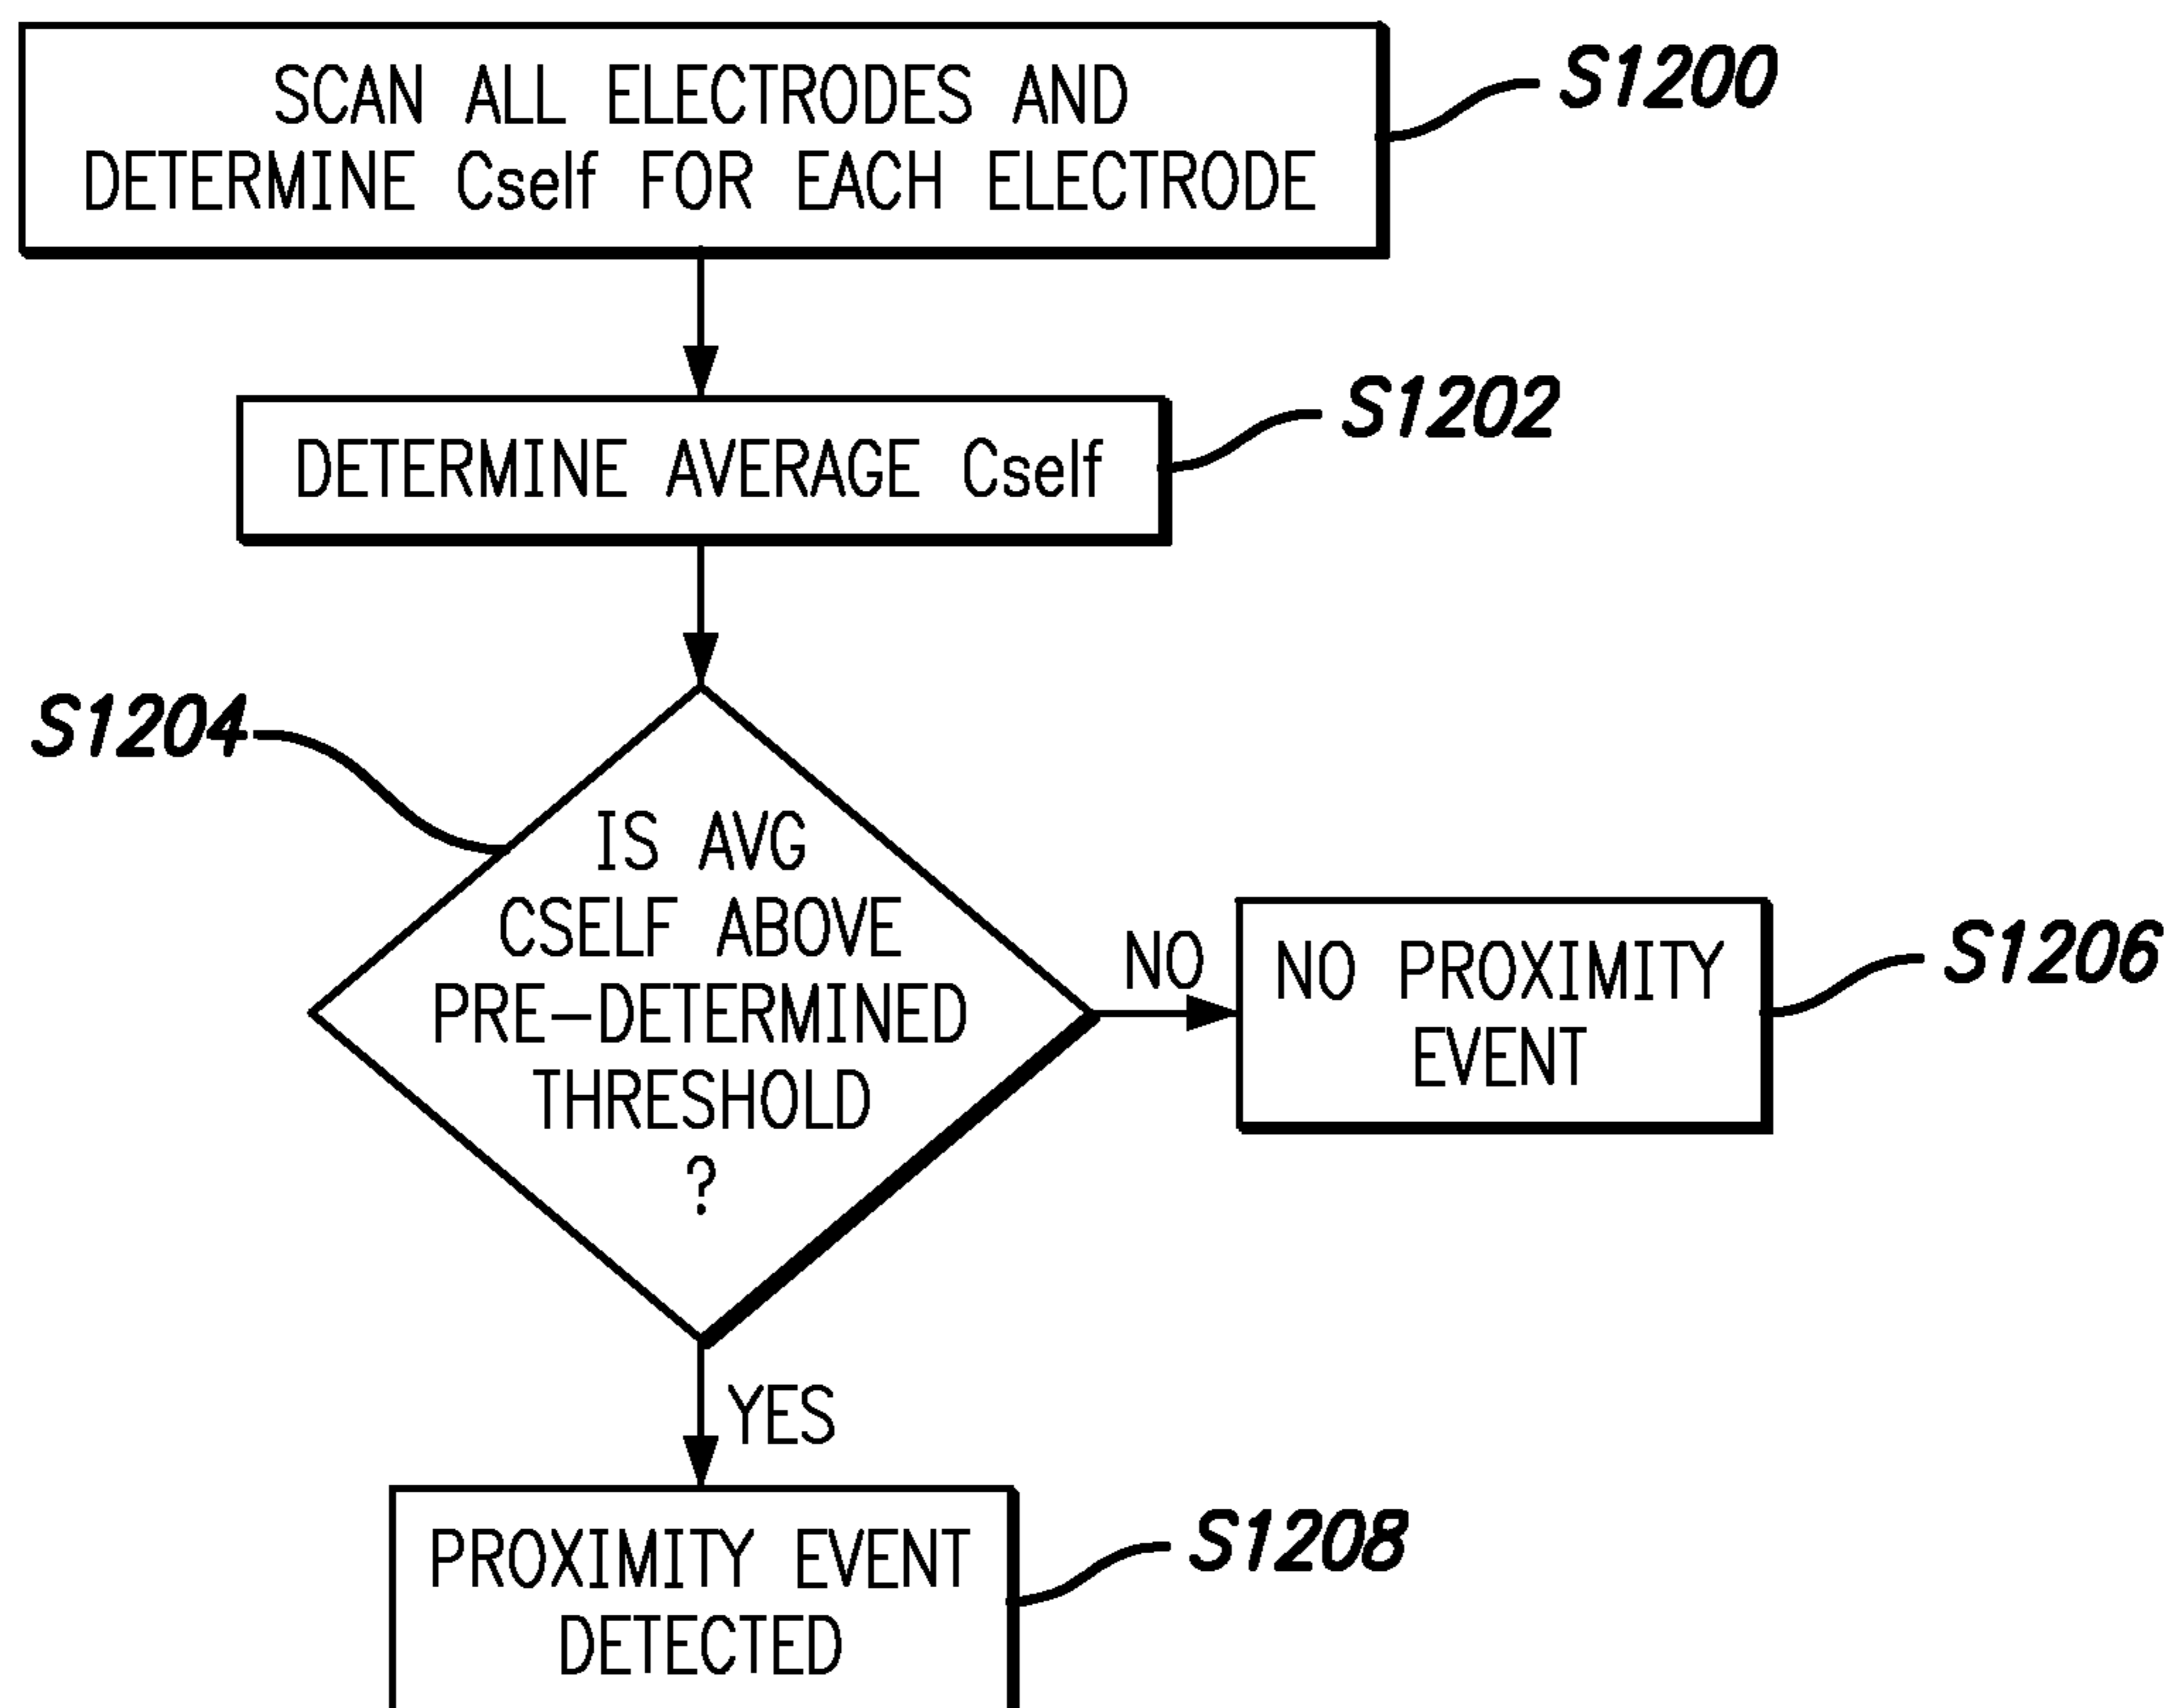 SCAN ALL ELECTRODES AND
DETERMINE Cself FOR EACH ELECTRODE
S1200
DETERMINE AVERAGE Cself
S1202
S1204
IS AVG
CSELF ABOVE
PRE-DETERMINED
THRESHOLD
?
NO
NO PROXIMITY
EVENT
S1206
YES
PROXIMITY EVENT
DETECTED
S1208